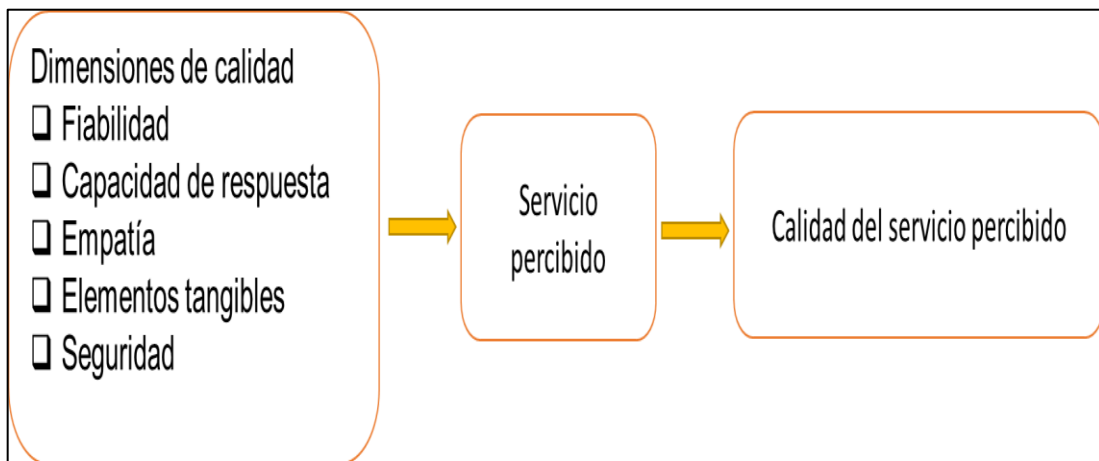 Dimensiones de calidad
❑ Fiabilidad
❑ Capacidad de respuesta
❑ Empatía
❑ Elementos tangibles
❑ Seguridad
Servicio
percibido
Calidad del servicio percibido